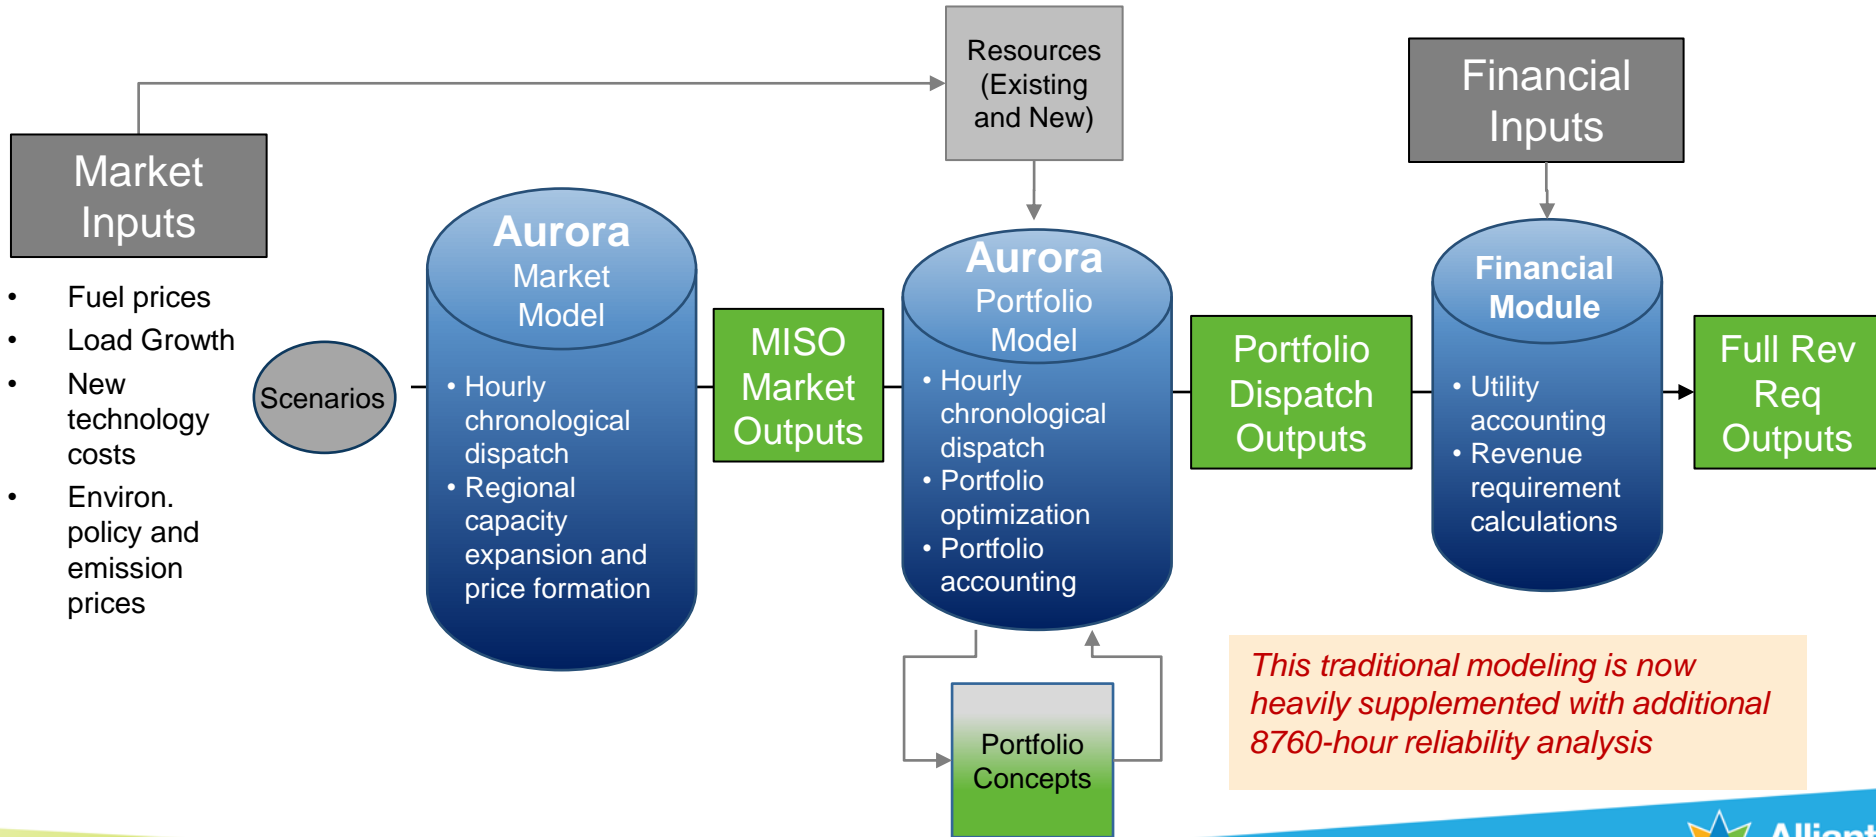 Resources
(Existing
and New)
Financial
Inputs
Market
Inputs
• Fuel prices
• Load Growth
• New
technology
costs
• Environ.
policy and
emission
prices
Scenarios
Aurora
Market
Model
• Hourly
chronological
dispatch
• Regional
capacity
expansion and
price formation
MISO
Market
Outputs
Aurora
Portfolio
Model
• Hourly
chronological
dispatch
• Portfolio
optimization
• Portfolio
accounting
Portfolio
Concepts
Portfolio
Dispatch
Outputs
Financial
Module
• Utility
accounting
• Revenue
requirement
calculations
Full Rev
Req
Outputs
This traditional modeling is now
heavily supplemented with additional
8760-hour reliability analysis